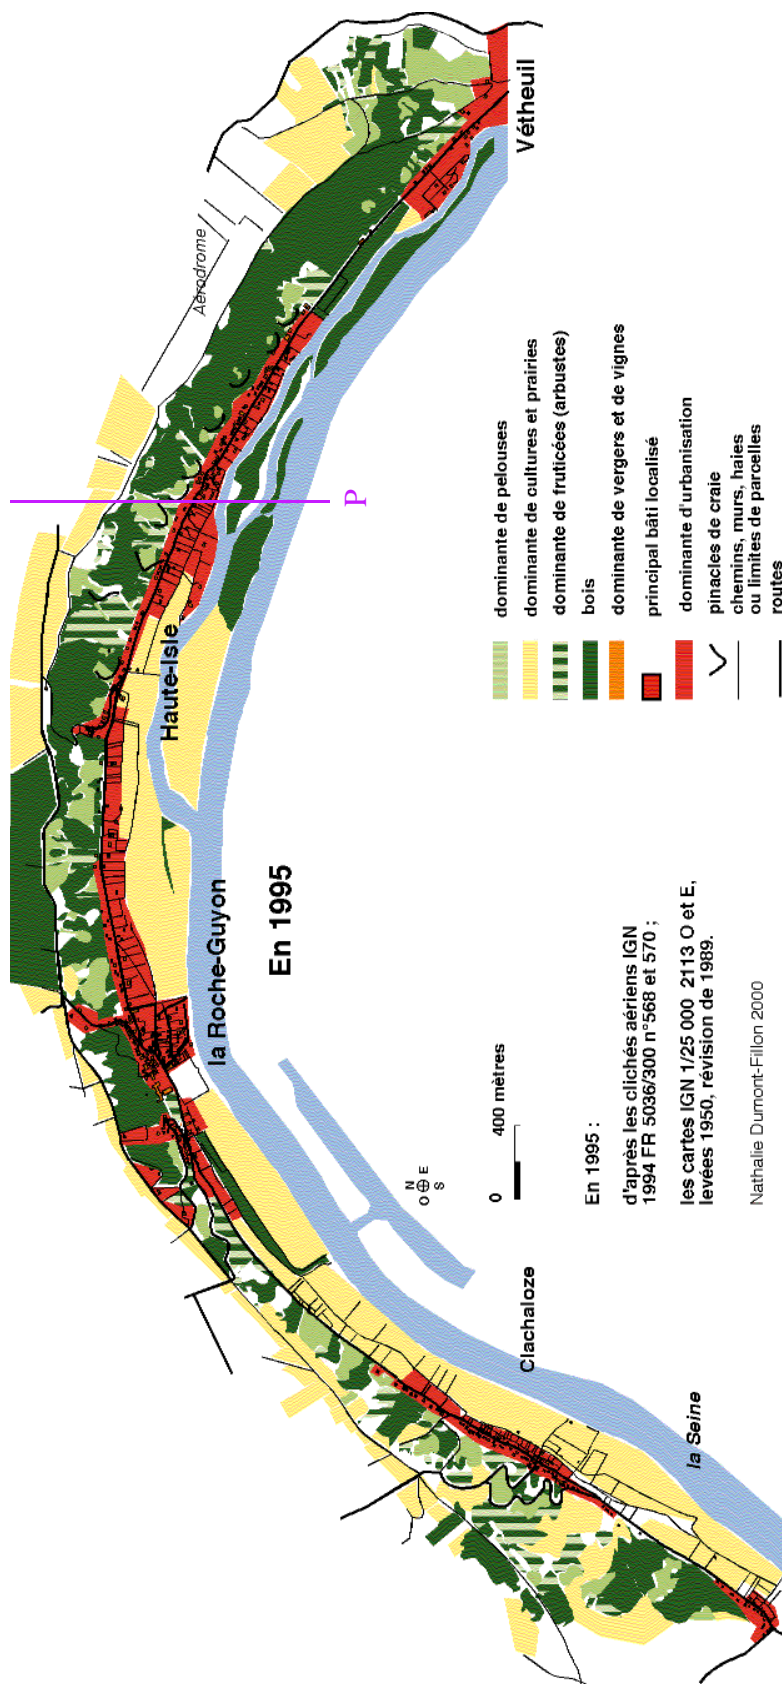 Vétheuil
Aérodrome
P
Haute-Isle
la Roche-Guyon
En 1995
Clachaloze
la Seine
N
O E
S
0 400 mètres
En 1995 :
d'après les clichés aériens IGN
1994 FR 5036/300 n°568 et 570 ;
les cartes IGN 1/25 000 2113 O et E,
levées 1950, révision de 1989.
Nathalie Dumont-Fillon 2000
dominante de pelouses
dominante de cultures et prairies
dominante de fruticées (arbustes)
bois
dominante de vergers et de vignes
principal bâti localisé
dominante d'urbanisation
pinacles de craie
chemins, murs, haies
ou limites de parcelles
routes